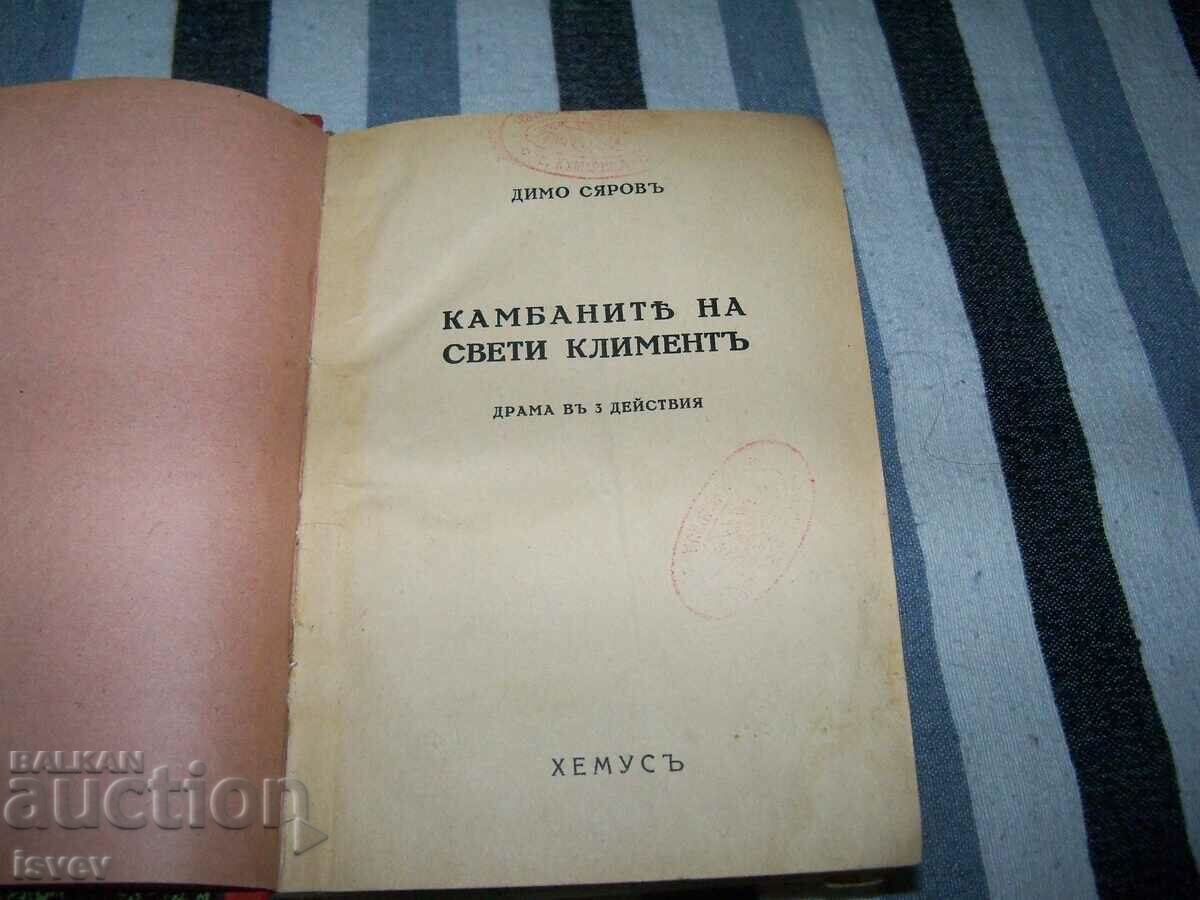 ДИМО СЯРОВЪ
КАМБАНИТѢ НА
СВЕТИ КЛИМЕНТЪ
ДРАМА ВЪ 3 ДЕЙСТВИЯ
ХЕМУСЪ
BALKAN
auction
isvev